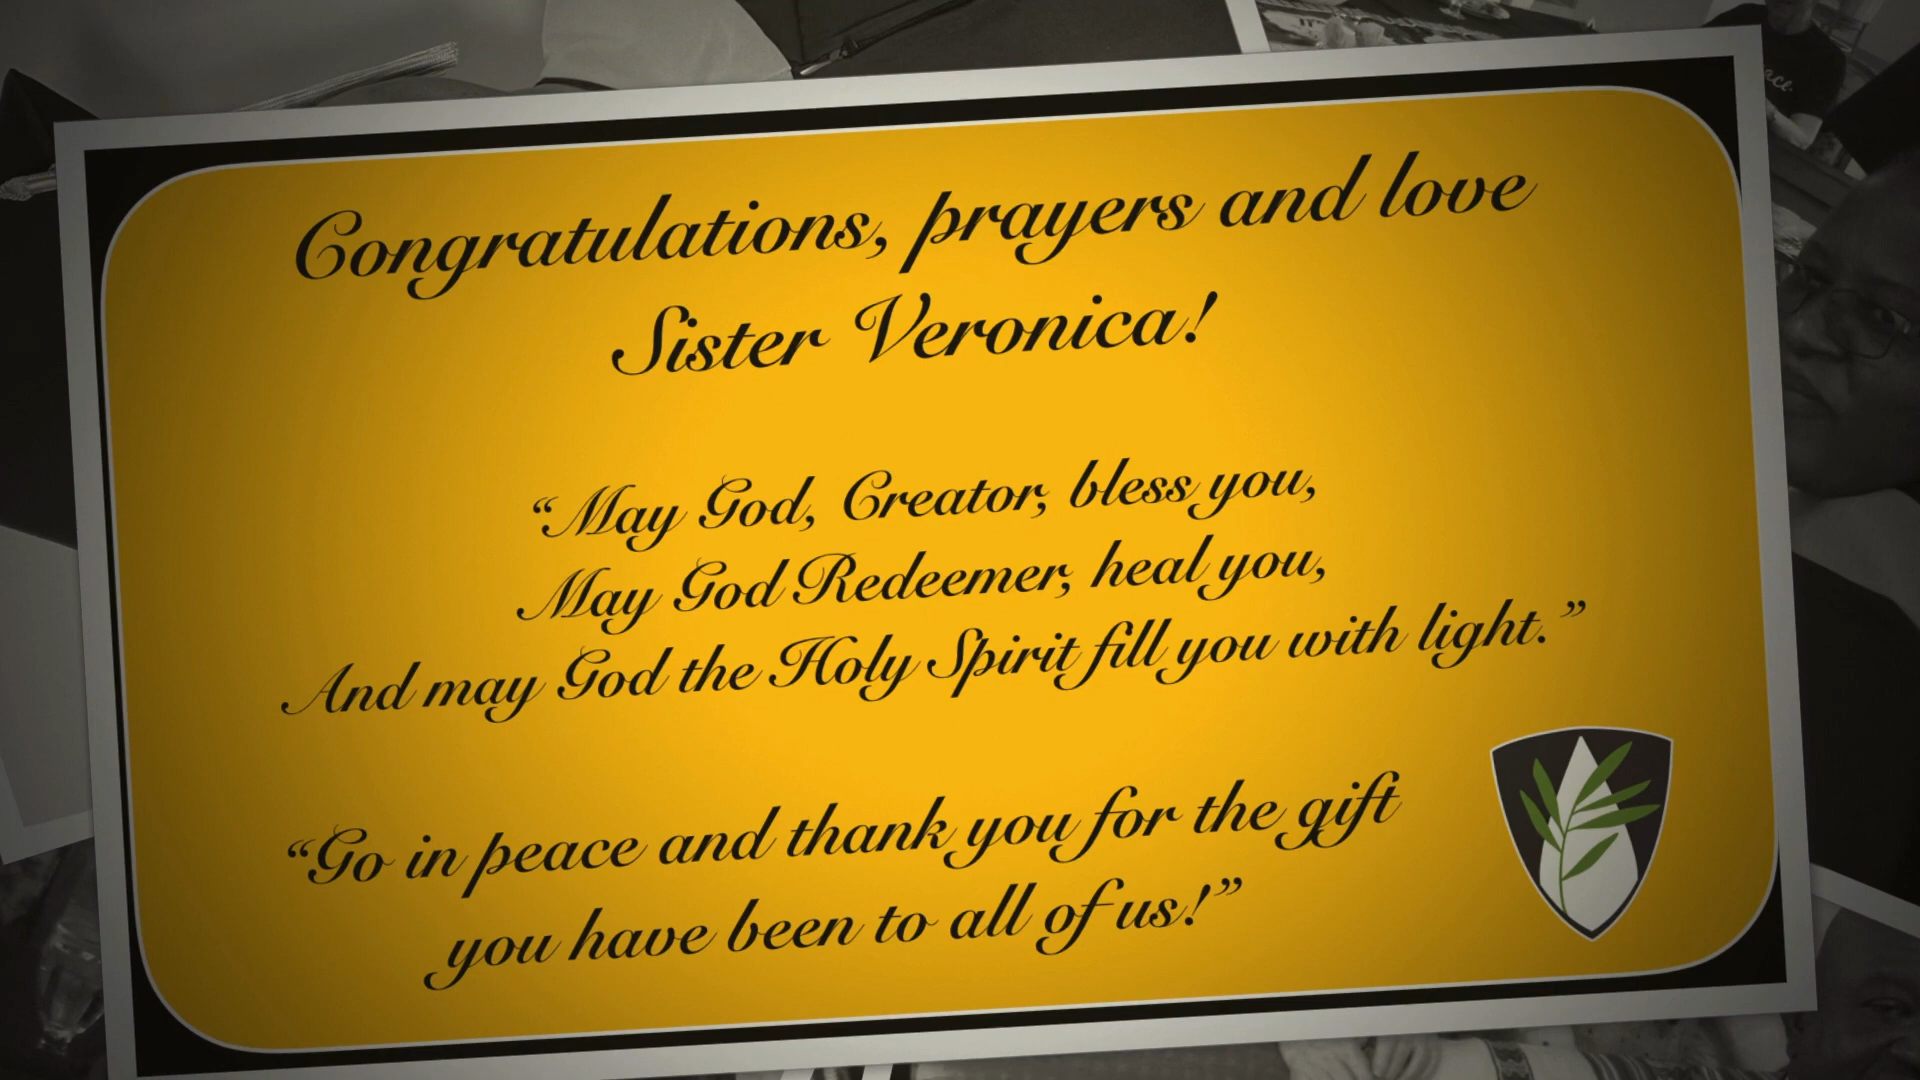 Congratulations, prayers and love
Sister Veronica!
“May God, Creator, bless you,
May God Redeemer, heal you,
And may God the Holy Spirit fill you with light.”
“Go in peace and thank you for the gift
you have been to all of us!”